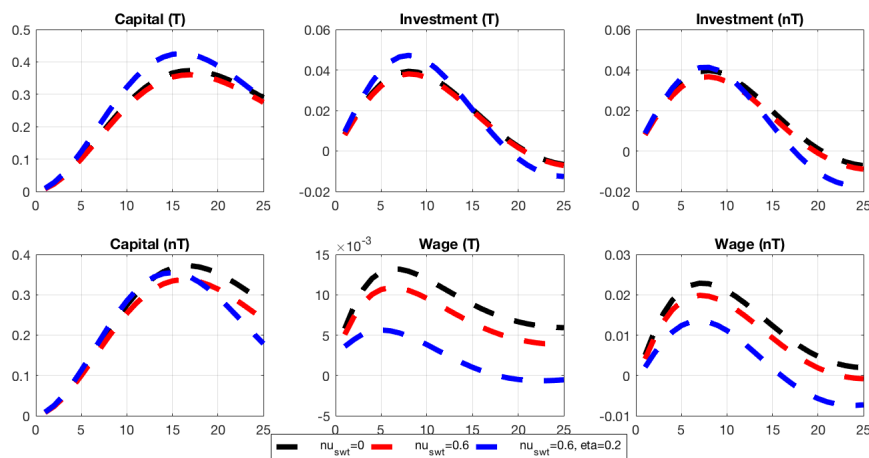 Capital (T)
0.5
0.4
0.3
0.2
0.1
0
0 5 10 15 20 25
Investment (T)
0.06
0.04
0.02
0
-0.02
0 5 10 15 20 25
Investment (nT)
0.06
0.04
0.02
0
-0.02
0 5 10 15 20 25
Capital (nT)
0.4
0.3
0.2
0.1
0
0 5 10 15 20 25
×10⁻³ Wage (T)
15
10
5
0
-5
0 5 10 15 20 25
Wage (nT)
0.03
0.02
0.01
0
-0.01
0 5 10 15 20 25
nu_swt=0 nu_swt=0.6 nu_swt=0.6, eta=0.2